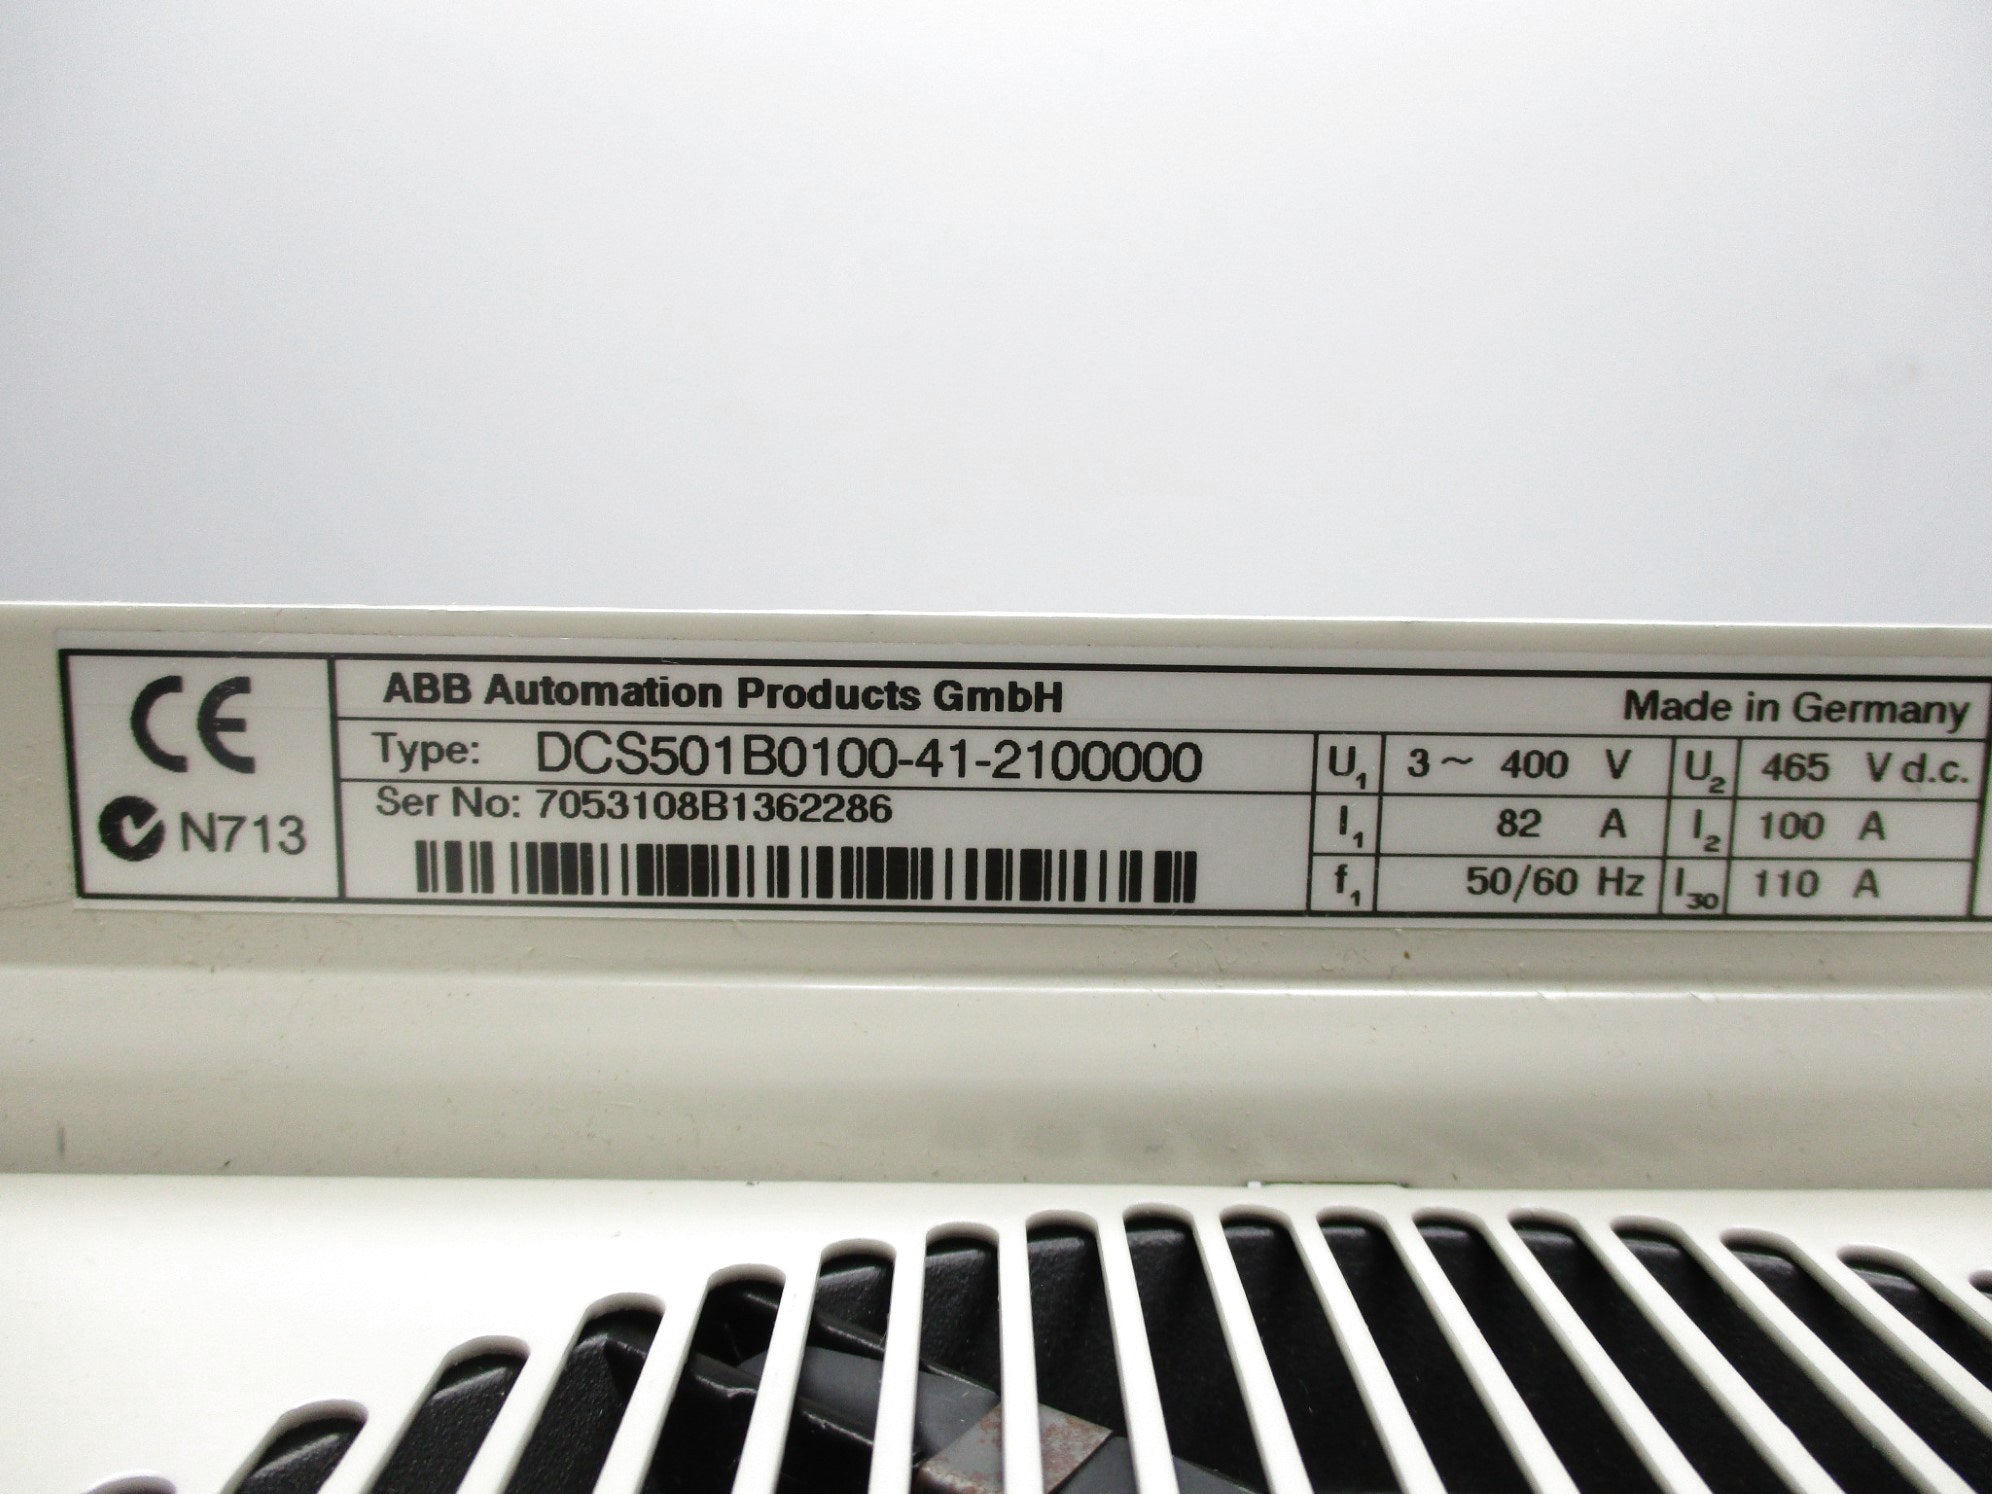 CE
N713
ABB Automation Products GmbH Made in Germany
Type: DCS501B0100-41-2100000
Ser No: 7053108B1362286
U1 3~ 400 V U2 465 V d.c.
I1 82 A I2 100 A
f1 50/60 Hz I30 110 A